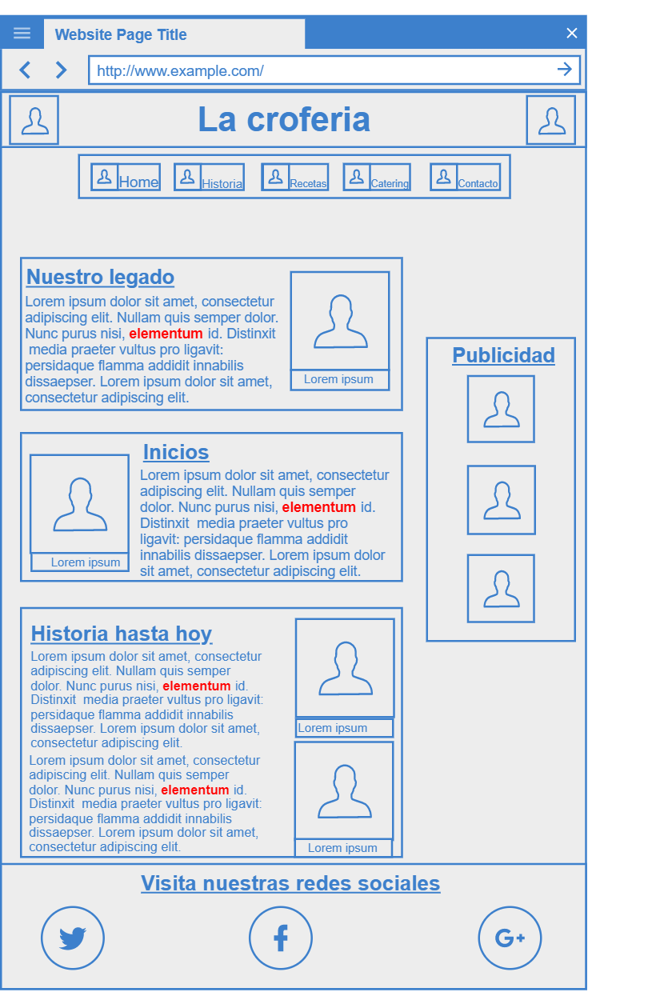 Website Page Title
http://www.example.com/
La croferia
Home Historia Recetas Catering Contacto
Nuestro legado
Lorem ipsum dolor sit amet, consectetur
adipiscing elit. Nullam quis semper dolor.
Nunc purus nisi, elementum id. Distinxit
media praeter vultus pro ligavit:
persidaque flamma addidit innabilis
dissaepser. Lorem ipsum dolor sit amet,
consectetur adipiscing elit.
Lorem ipsum
Inicios
Lorem ipsum dolor sit amet, consectetur
adipiscing elit. Nullam quis semper
dolor. Nunc purus nisi, elementum id.
Distinxit media praeter vultus pro
ligavit: persidaque flamma addidit
innabilis dissaepser. Lorem ipsum dolor
sit amet, consectetur adipiscing elit.
Lorem ipsum
Historia hasta hoy
Lorem ipsum dolor sit amet, consectetur
adipiscing elit. Nullam quis semper
dolor. Nunc purus nisi, elementum id.
Distinxit media praeter vultus pro ligavit:
persidaque flamma addidit innabilis
dissaepser. Lorem ipsum dolor sit amet,
consectetur adipiscing elit.
Lorem ipsum dolor sit amet, consectetur
adipiscing elit. Nullam quis semper
dolor. Nunc purus nisi, elementum id.
Distinxit media praeter vultus pro ligavit:
persidaque flamma addidit innabilis
dissaepser. Lorem ipsum dolor sit amet,
consectetur adipiscing elit.
Lorem ipsum
Lorem ipsum
Publicidad
Visita nuestras redes sociales
f
G+